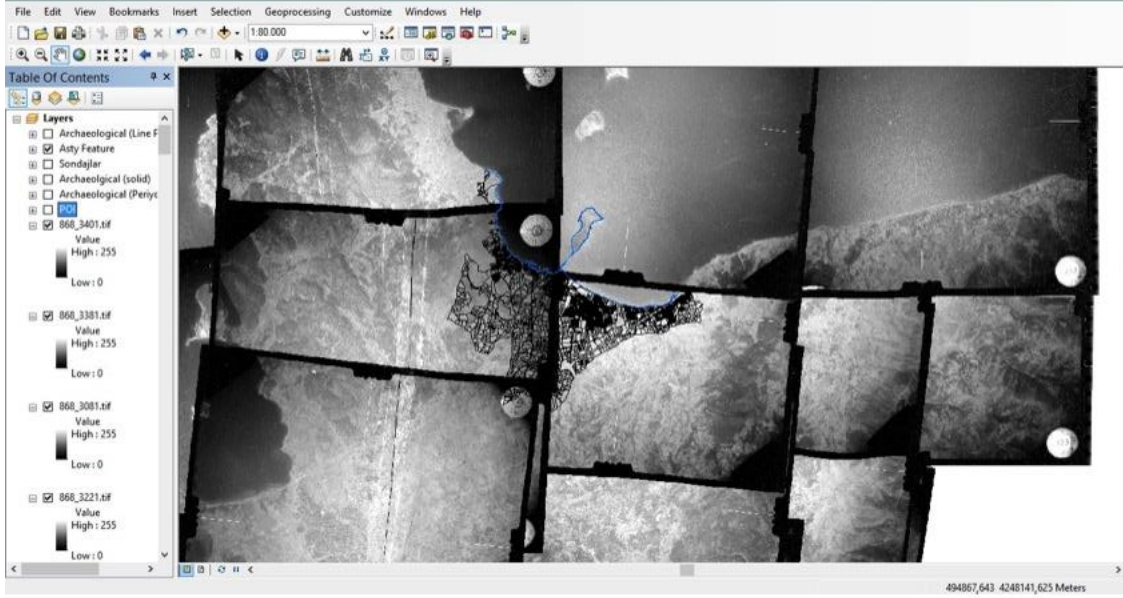 File Edit View Bookmarks Insert Selection Geoprocessing Customize Windows Help
1:80.000
Table Of Contents
Layers
Archaeological (Line F
Asty Feature
Sondajlar
Archaeolgical (solid)
Archaeological (Periyo
POI
868_3401.tif
Value
High : 255
Low : 0
868_3381.tif
Value
High : 255
Low : 0
868_3081.tif
Value
High : 255
Low : 0
868_3221.tif
Value
High : 255
Low : 0
494867,643 4248141,625 Meters